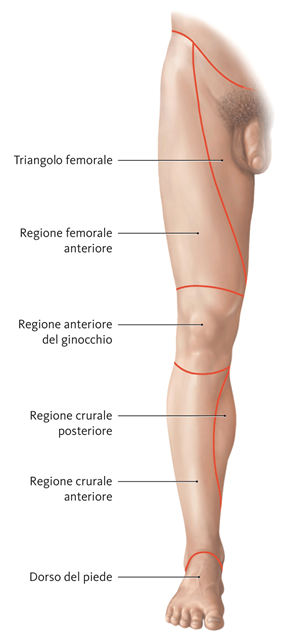 Triangolo femorale
Regione femorale
anteriore
Regione anteriore
del ginocchio
Regione crurale
posteriore
Regione crurale
anteriore
Dorso del piede